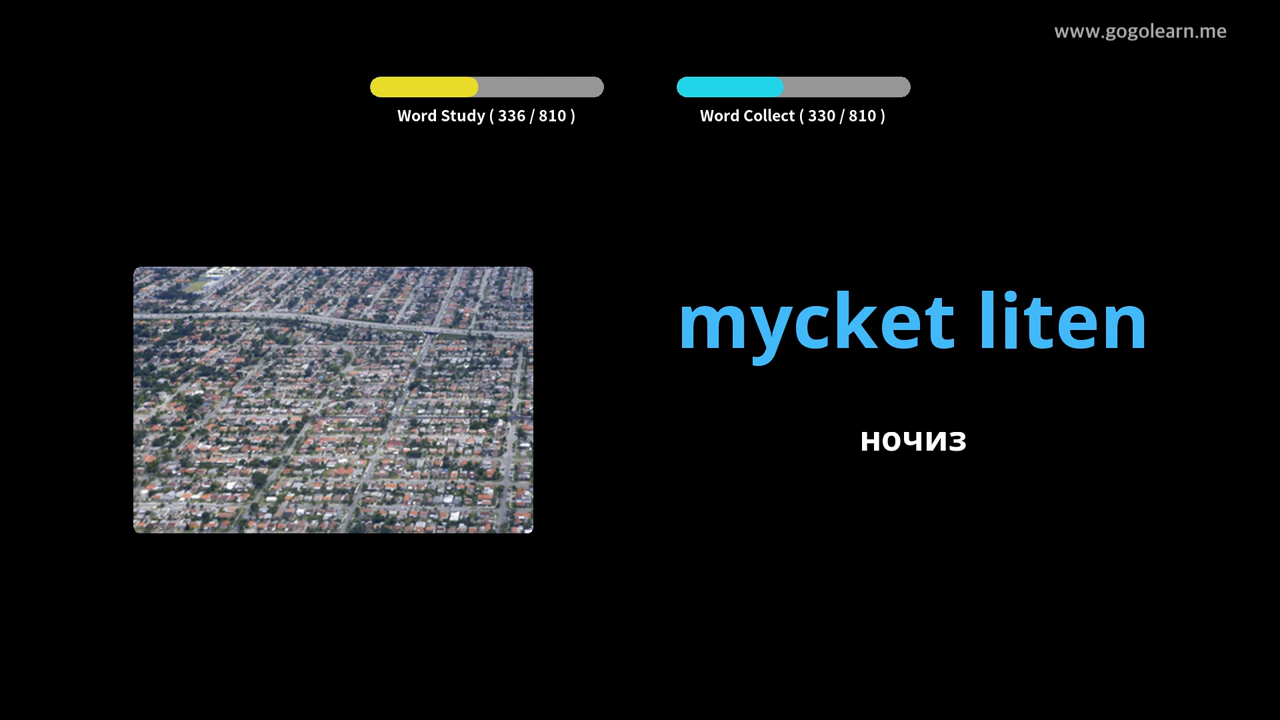 www.gogolearn.me
Word Study ( 336 / 810 )
Word Collect ( 330 / 810 )
mycket liten
ночиз